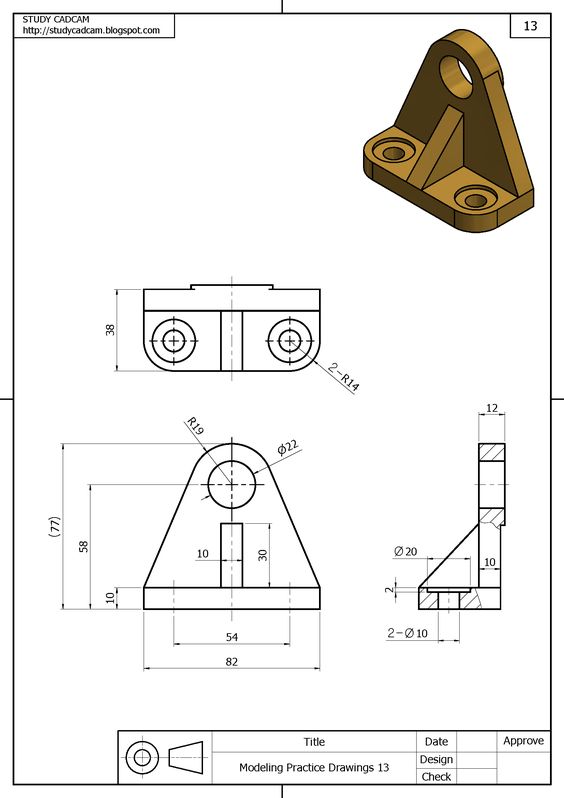 STUDY CADCAM
http://studycadcam.blogspot.com
13
38
2-R14
12
R19
Ø22
(77)
58
10
10
30
Ø20
10
2
2-Ø10
54
82
Title
Date
Approve
Modeling Practice Drawings 13
Design
Check